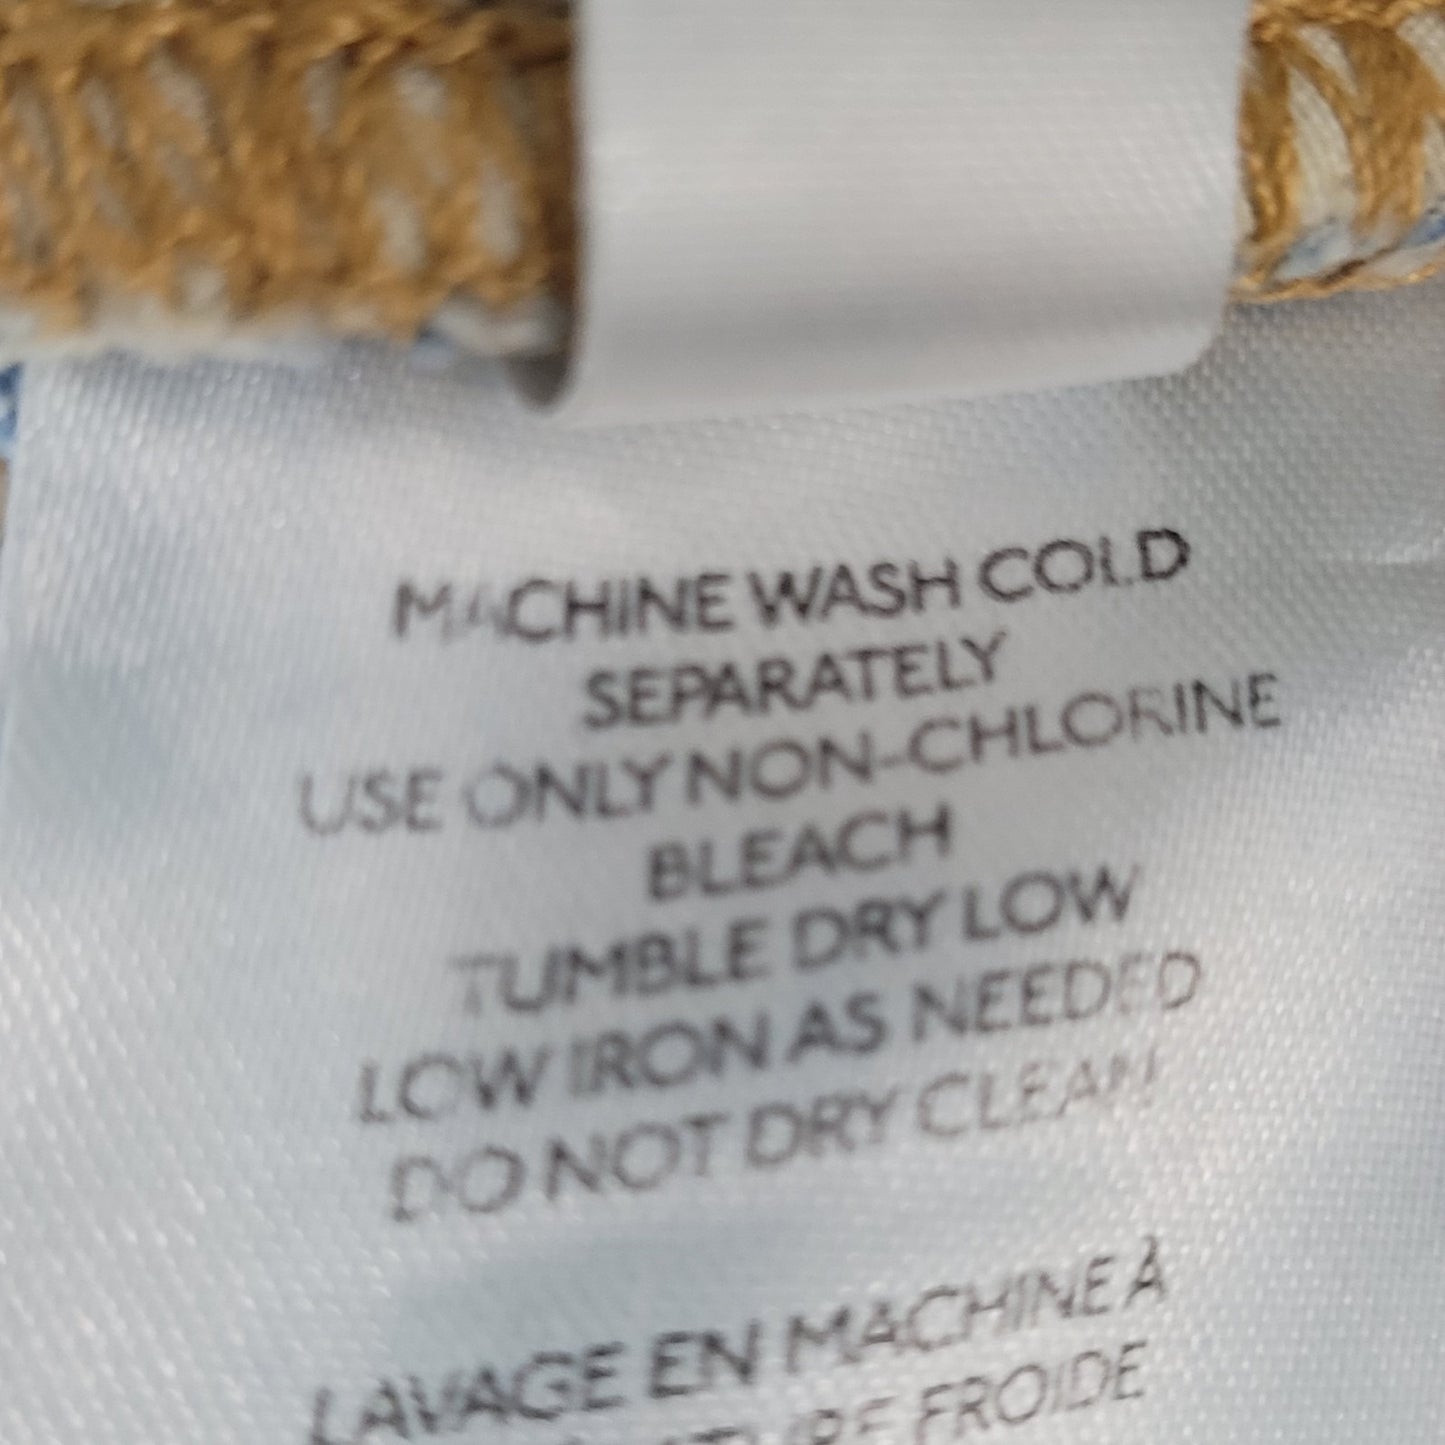 MACHINE WASH COLD
SEPARATELY
USE ONLY NON-CHLORINE
BLEACH
TUMBLE DRY LOW
LOW IRON AS NEEDED
DO NOT DRY CLEAN
LAVAGE EN MACHINE À
FROIDE